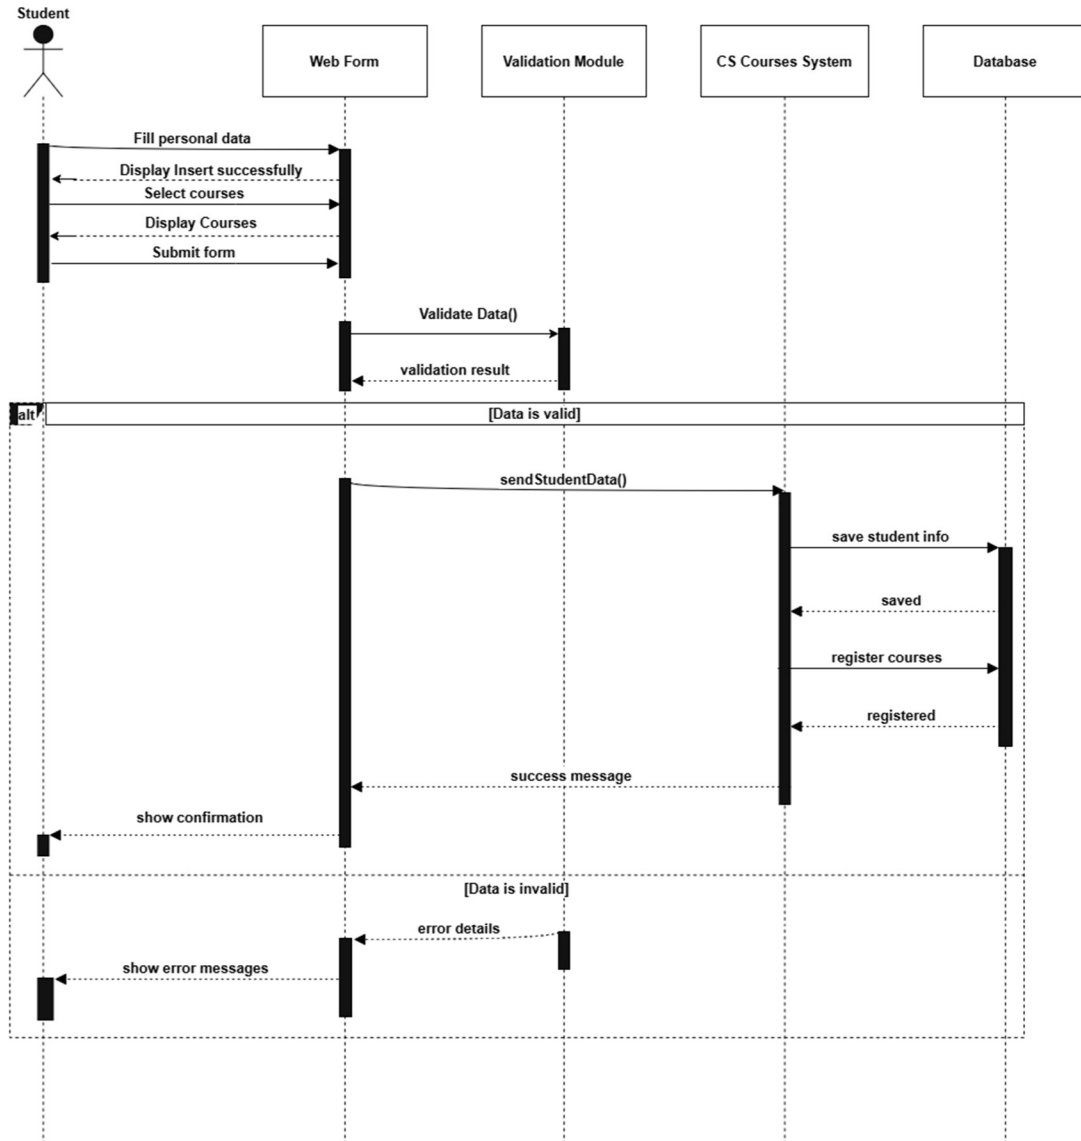 Student
Web Form
Validation Module
CS Courses System
Database
Fill personal data
Display Insert successfully
Select courses
Display Courses
Submit form
Validate Data()
validation result
alt
[Data is valid]
sendStudentData()
save student info
saved
register courses
registered
success message
show confirmation
[Data is invalid]
error details
show error messages